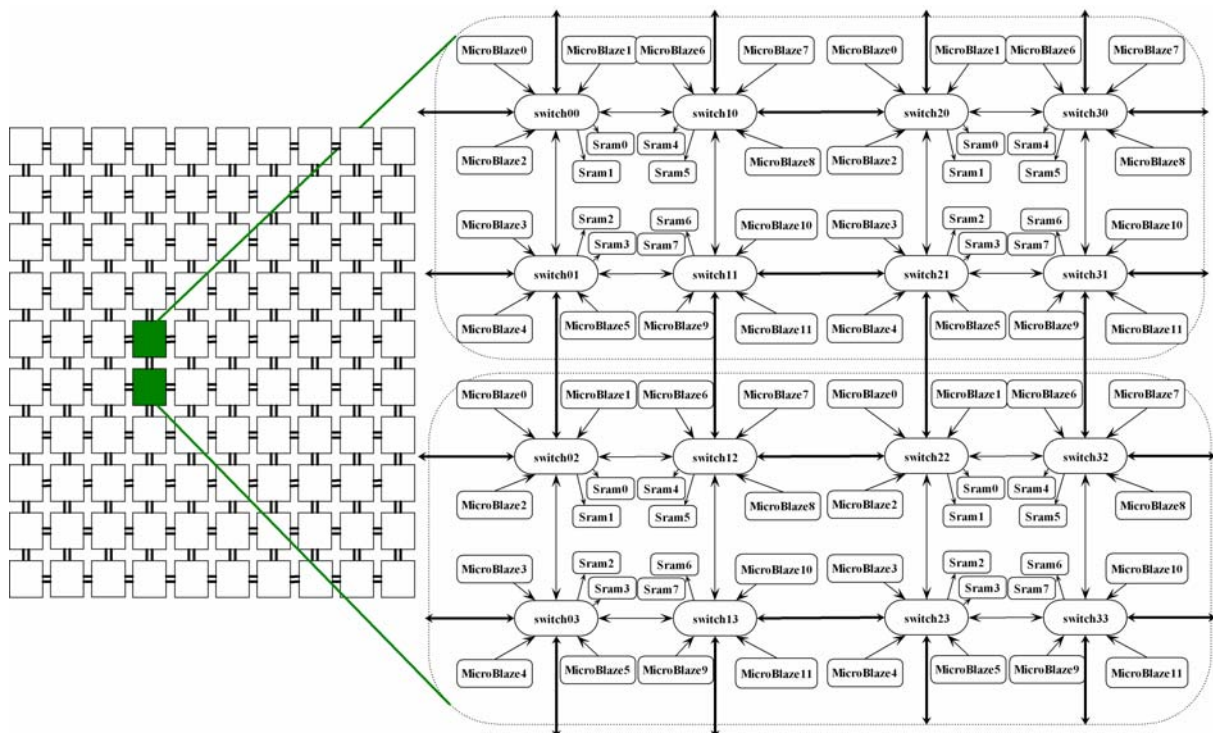 MicroBlaze0 MicroBlaze1 MicroBlaze6 MicroBlaze7 MicroBlaze0 MicroBlaze1 MicroBlaze6 MicroBlaze7
switch00 switch10 switch20 switch30
Sram0 Sram4 Sram0 Sram4
MicroBlaze2 Sram1 Sram5 MicroBlaze8 MicroBlaze2 Sram1 Sram5 MicroBlaze8
MicroBlaze3 Sram2 Sram6 MicroBlaze10 MicroBlaze3 Sram2 Sram6 MicroBlaze10
Sram3 Sram7 Sram3 Sram7
switch01 switch11 switch21 switch31
MicroBlaze4 MicroBlaze5 MicroBlaze9 MicroBlaze11 MicroBlaze4 MicroBlaze5 MicroBlaze9 MicroBlaze11
MicroBlaze0 MicroBlaze1 MicroBlaze6 MicroBlaze7 MicroBlaze0 MicroBlaze1 MicroBlaze6 MicroBlaze7
switch02 switch12 switch22 switch32
Sram0 Sram4 Sram0 Sram4
MicroBlaze2 Sram1 Sram5 MicroBlaze8 MicroBlaze2 Sram1 Sram5 MicroBlaze8
MicroBlaze3 Sram2 Sram6 MicroBlaze10 MicroBlaze3 Sram2 Sram6 MicroBlaze10
Sram3 Sram7 Sram3 Sram7
switch03 switch13 switch23 switch33
MicroBlaze4 MicroBlaze5 MicroBlaze9 MicroBlaze11 MicroBlaze4 MicroBlaze5 MicroBlaze9 MicroBlaze11